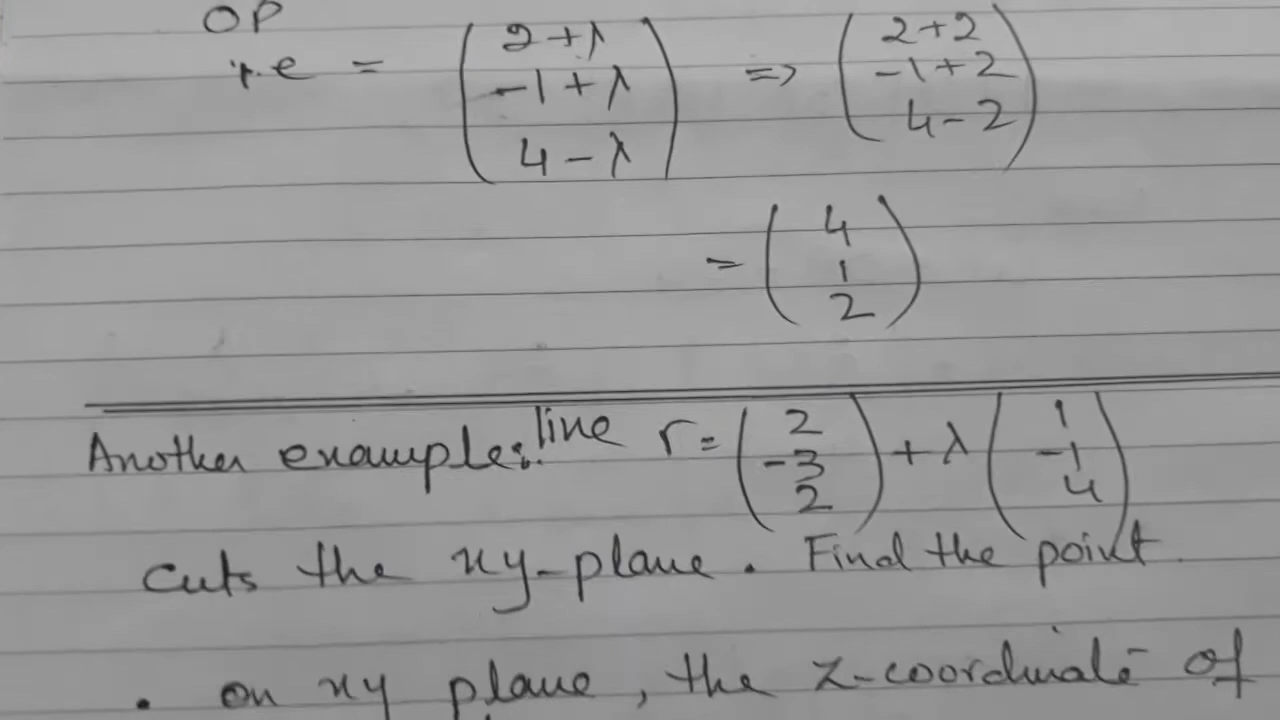 OP
i.e = ( 2+λ -1+λ 4-λ ) => ( 2+2 -1+2 4-2 )
= ( 4 1 2 )
Another example:. line r = ( 2 -3 2 ) + λ ( 1 -1 4 )
cuts the xy-plane. Find the point.
. on xy plane, the z-coordinate of